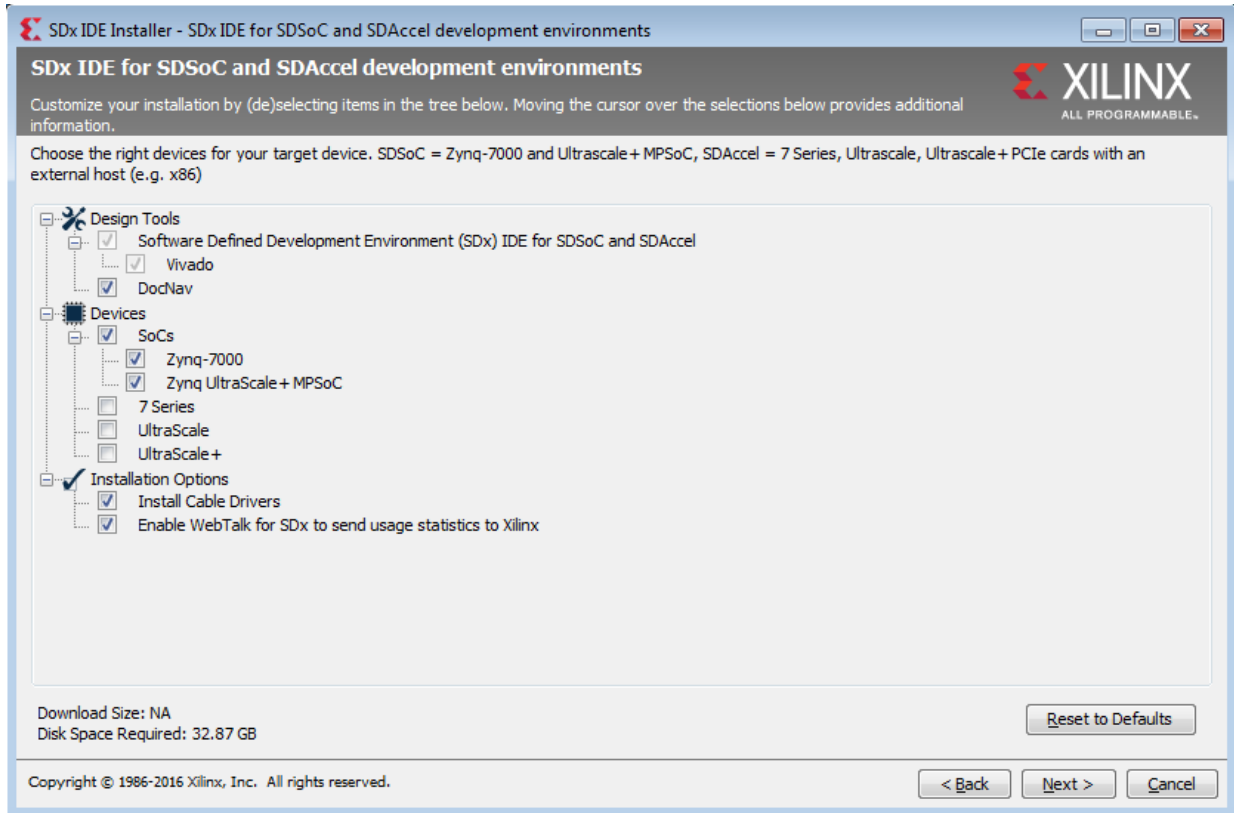 SDx IDE Installer - SDx IDE for SDSoC and SDAccel development environments
SDx IDE for SDSoC and SDAccel development environments
Customize your installation by (de)selecting items in the tree below. Moving the cursor over the selections below provides additional
information.
XILINX
ALL PROGRAMMABLE™
Choose the right devices for your target device. SDSoC = Zynq-7000 and Ultrascale+ MPSoC, SDAccel = 7 Series, Ultrascale, Ultrascale+ PCIe cards with an
external host (e.g. x86)
Design Tools
Software Defined Development Environment (SDx) IDE for SDSoC and SDAccel
Vivado
DocNav
Devices
SoCs
Zynq-7000
Zynq UltraScale+ MPSoC
7 Series
UltraScale
UltraScale+
Installation Options
Install Cable Drivers
Enable WebTalk for SDx to send usage statistics to Xilinx
Download Size: NA
Disk Space Required: 32.87 GB
Reset to Defaults
Copyright © 1986-2016 Xilinx, Inc. All rights reserved.
< Back
Next >
Cancel